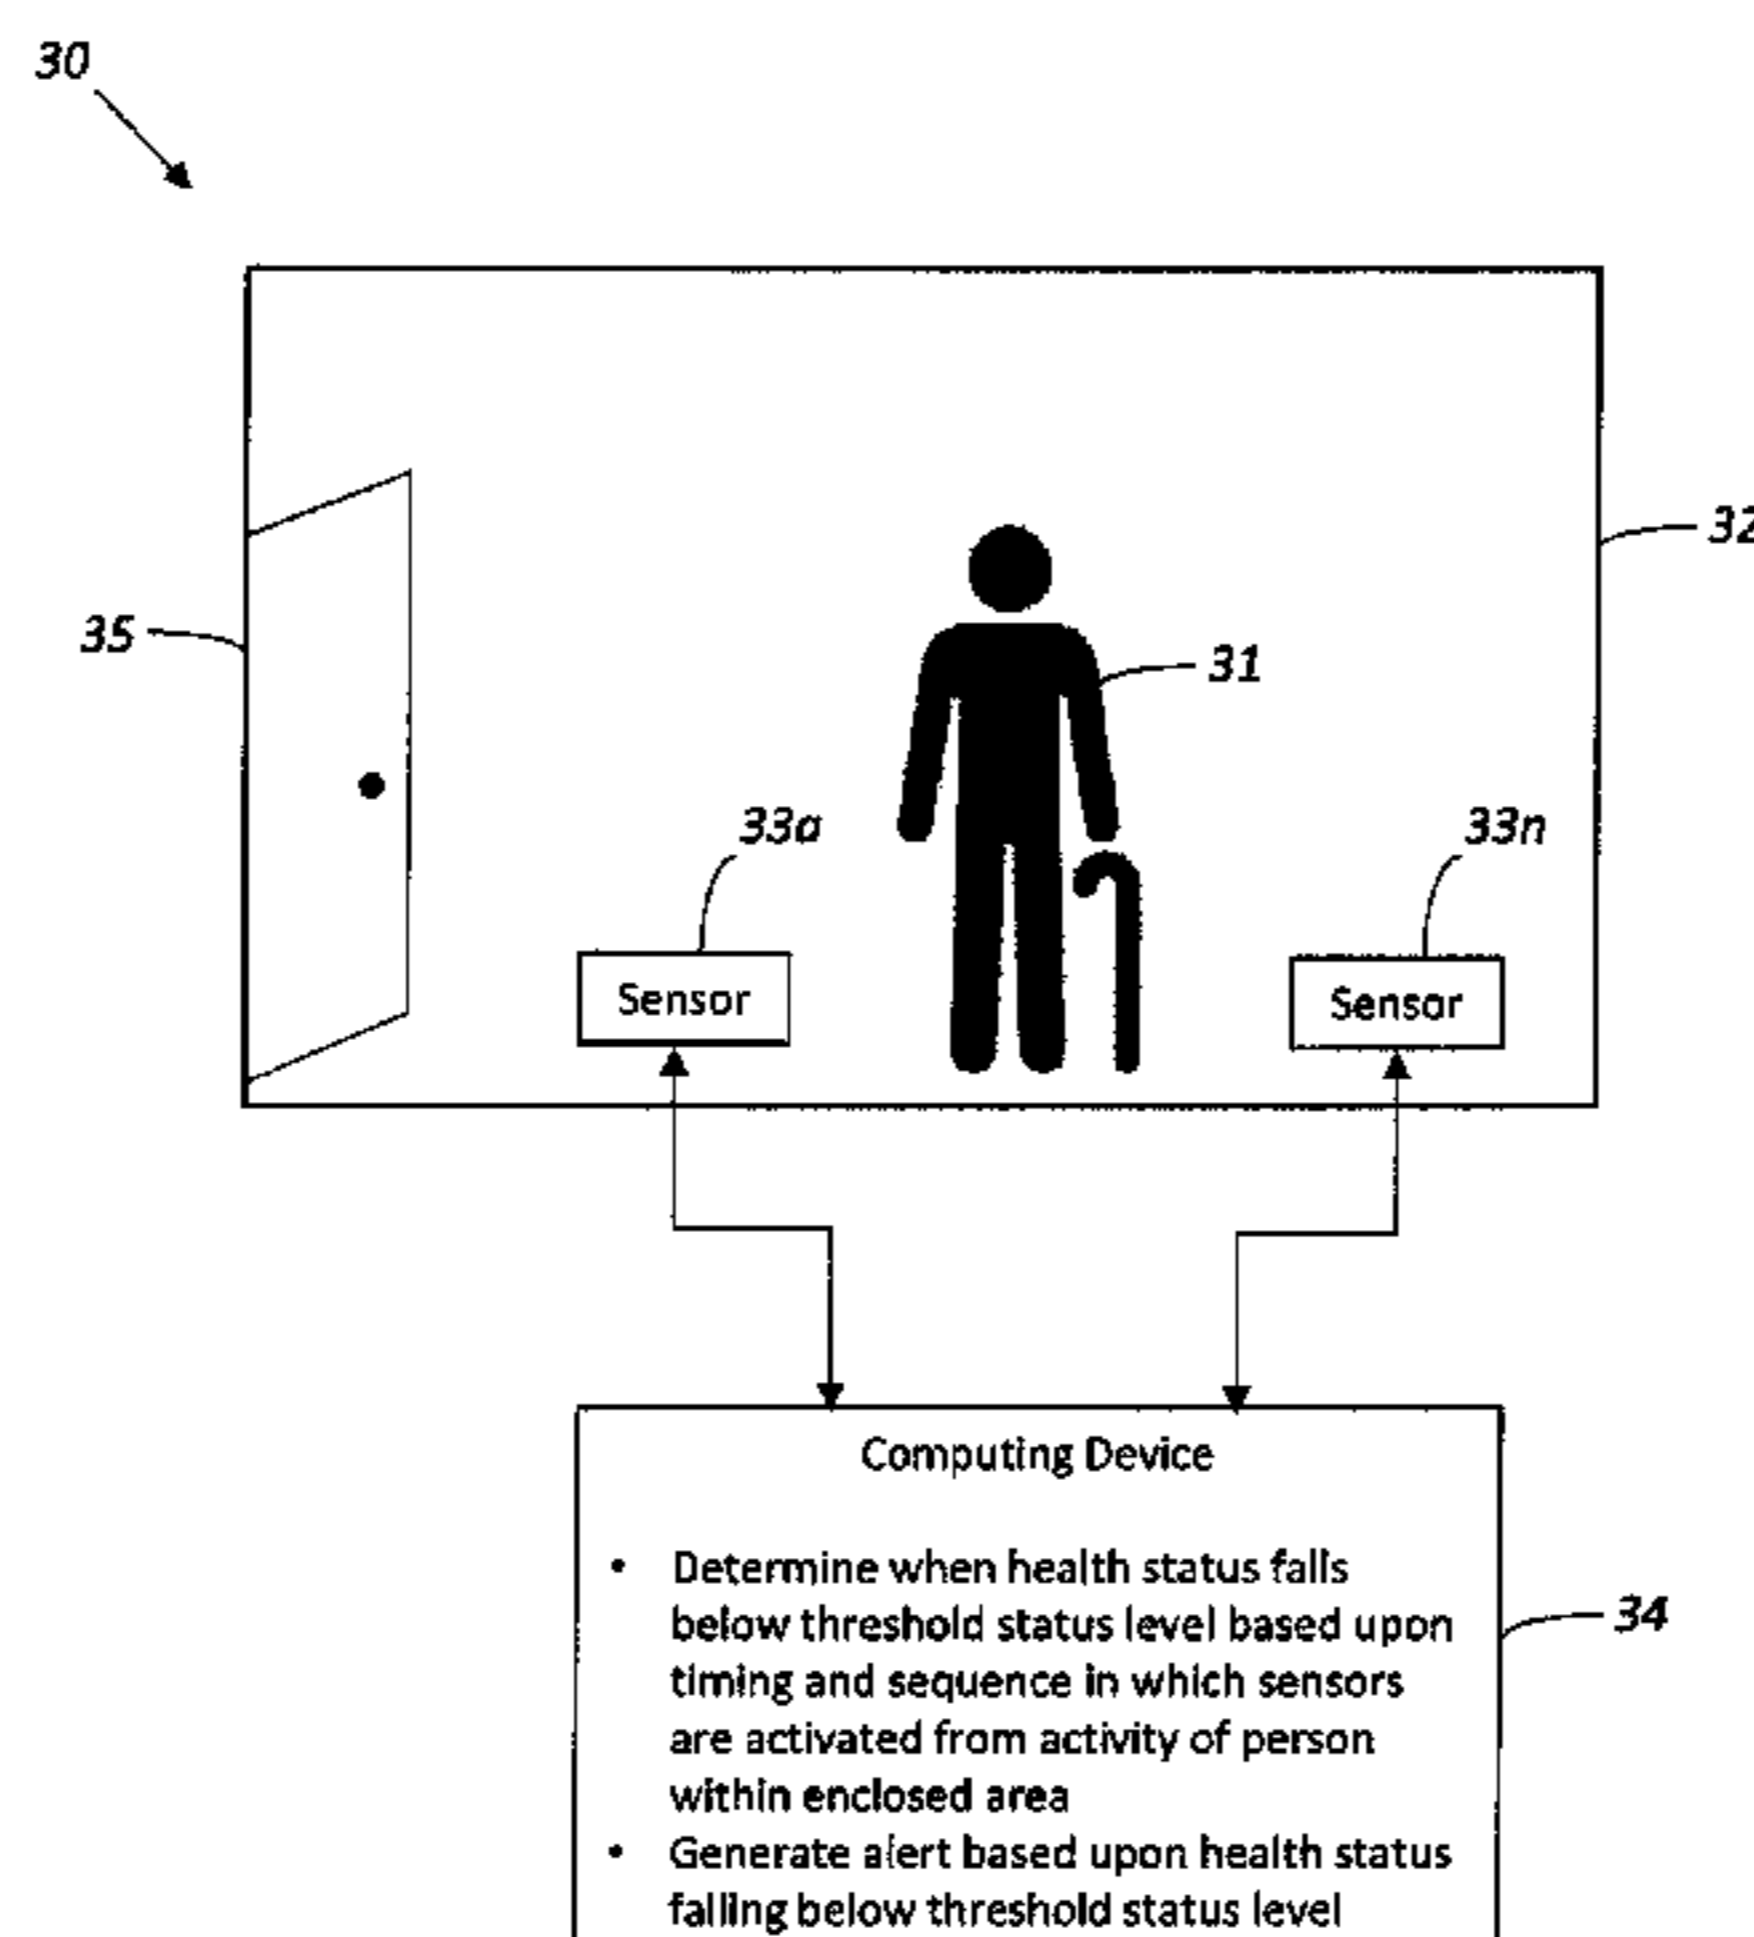 30
32
35
31
33a
33n
Sensor
Sensor
Computing Device
• Determine when health status falls
below threshold status level based upon
timing and sequence in which sensors
are activated from activity of person
within enclosed area
34
• Generate alert based upon health status
falling below threshold status level